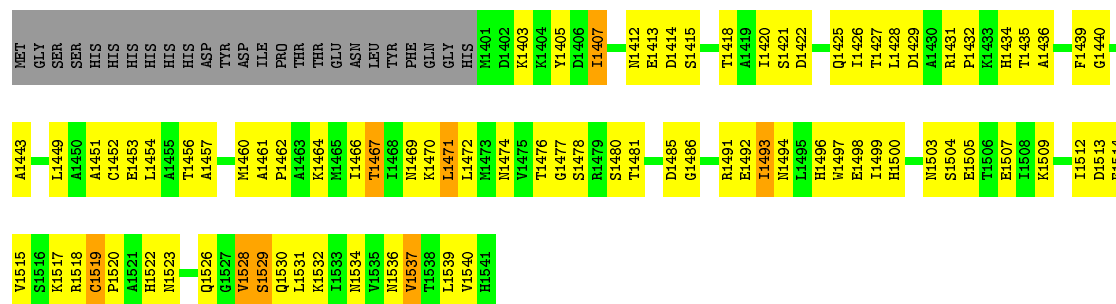 MET GLY SER SER HIS HIS HIS HIS HIS HIS ASP TYR ASP ILE PRO THR THR GLU ASN LEU TYR PHE GLN GLY HIS M1401 D1402 K1403 K1404 Y1405 D1406 I1407 N1412 E1413 D1414 S1415 T1418 A1419 I1420 S1421 D1422 Q1425 I1426 T1427 L1428 D1429 A1430 R1431 P1432 K1433 H1434 T1435 A1436 F1439 G1440
A1443 L1449 A1450 A1451 C1452 E1453 L1454 A1455 T1456 A1457 M1460 A1461 P1462 A1463 K1464 M1465 I1466 T1467 I1468 N1469 K1470 L1471 L1472 M1473 N1474 V1475 T1476 G1477 S1478 R1479 S1480 T1481 D1485 G1486 R1491 E1492 I1493 N1494 L1495 H1496 W1497 E1498 I1499 H1500 N1503 S1504 E1505 T1506 E1507 I1508 K1509 I1512 D1513
V1515 S1516 K1517 R1518 C1519 P1520 A1521 H1522 N1523 Q1526 G1527 V1528 S1529 Q1530 L1531 K1532 I1533 N1534 V1535 N1536 V1537 T1538 L1539 V1540 H1541